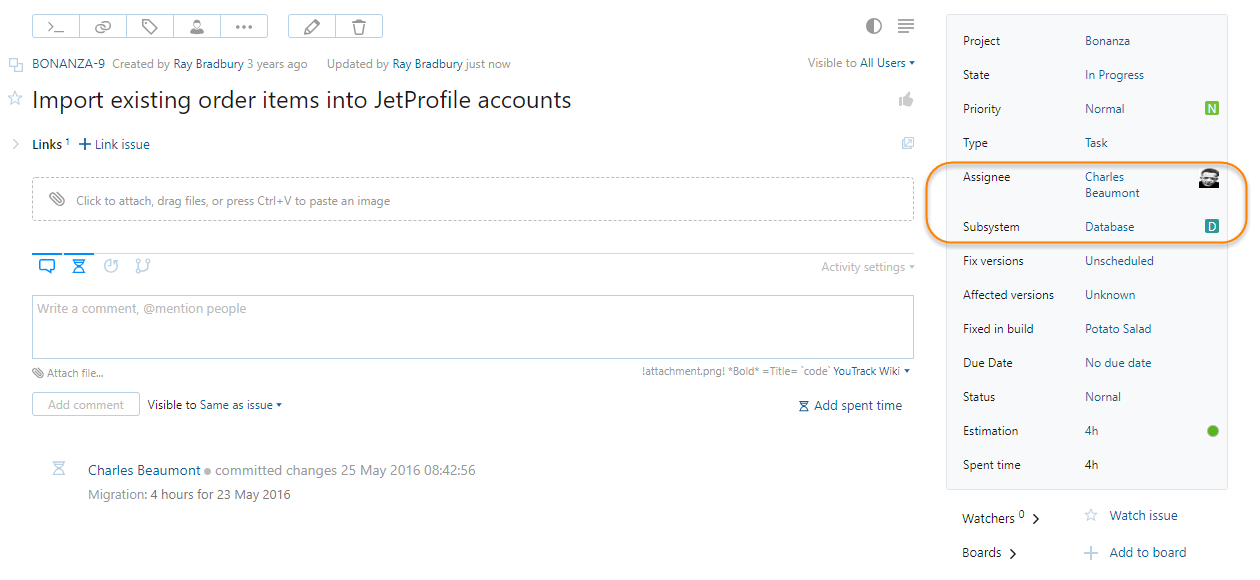 >_
BONANZA-9 Created by Ray Bradbury 3 years ago Updated by Ray Bradbury just now Visible to All Users
Import existing order items into JetProfile accounts
Links 1 + Link issue
Click to attach, drag files, or press Ctrl+V to paste an image
Activity settings
Write a comment, @mention people
Attach file... !attachment.png! *Bold* =Title= `code` YouTrack Wiki
Add comment Visible to Same as issue Add spent time
Charles Beaumont committed changes 25 May 2016 08:42:56
Migration: 4 hours for 23 May 2016
Project Bonanza
State In Progress
Priority Normal N
Type Task
Assignee Charles
Beaumont
Subsystem Database D
Fix versions Unscheduled
Affected versions Unknown
Fixed in build Potato Salad
Due Date No due date
Status Nornal
Estimation 4h
Spent time 4h
Watchers 0 Watch issue
Boards Add to board